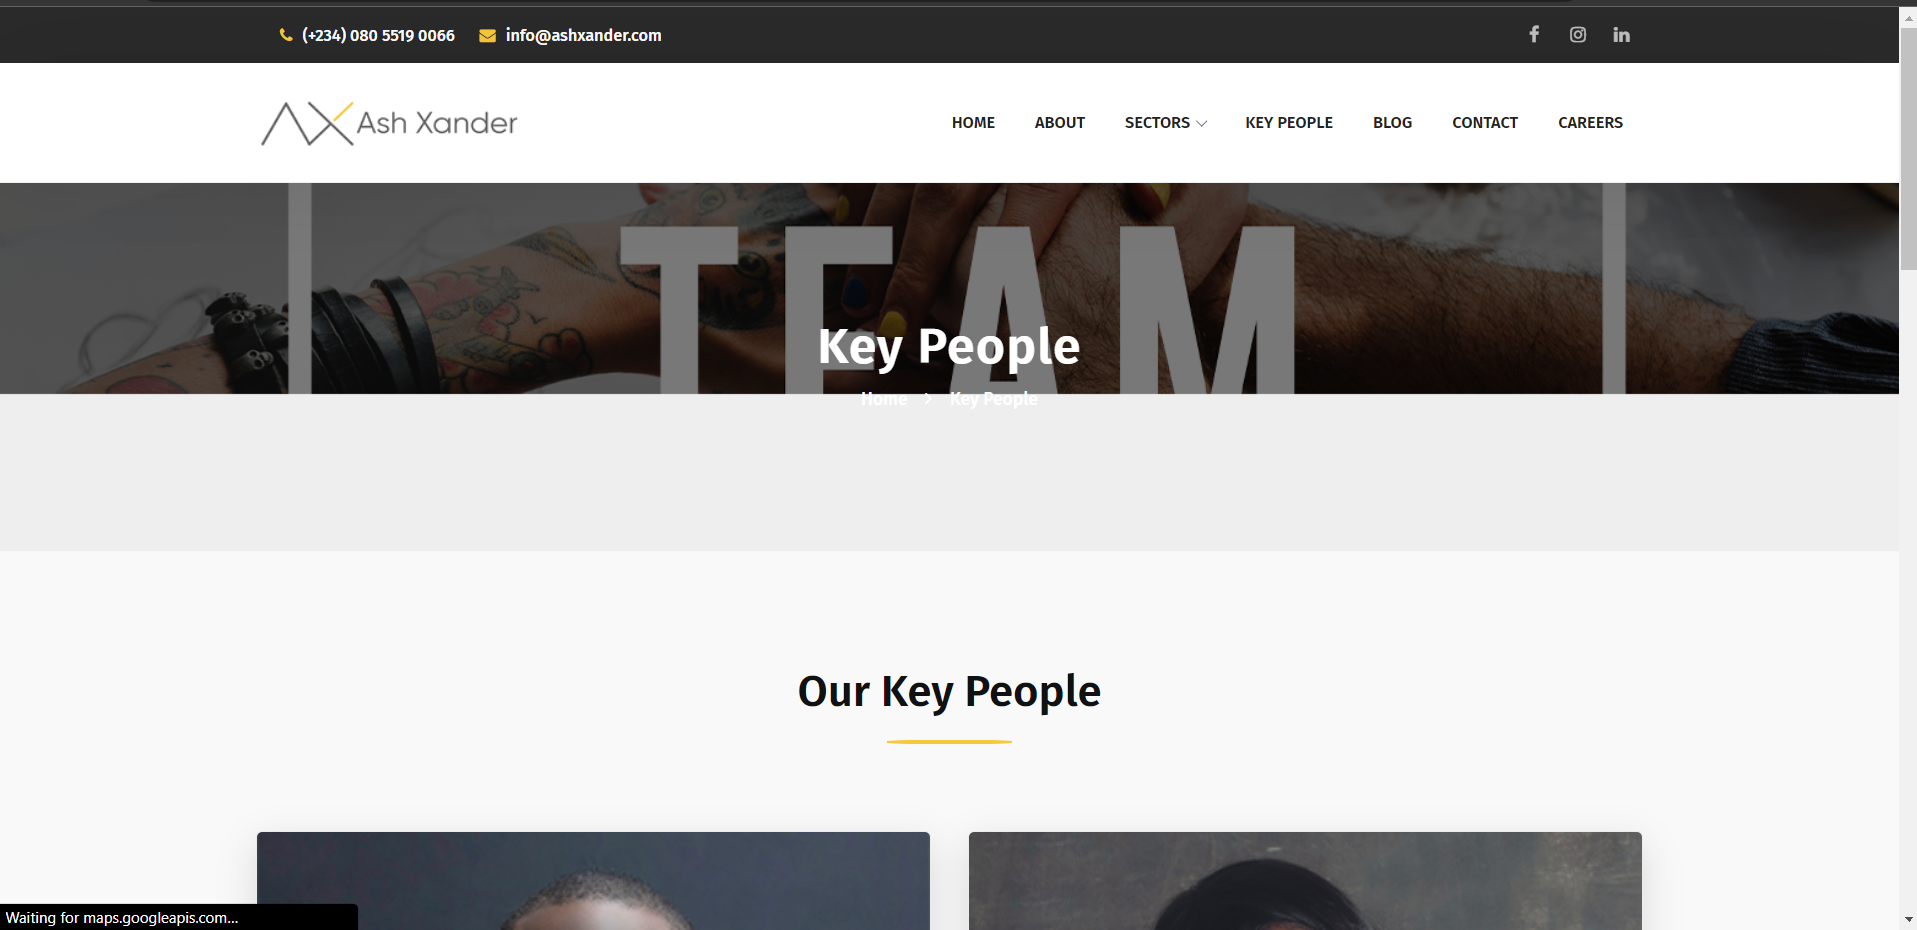 (+234) 080 5519 0066 info@ashxander.com
Ash Xander
HOME ABOUT SECTORS KEY PEOPLE BLOG CONTACT CAREERS
TEAM
Key People
Home > Key People
Our Key People
Waiting for maps.googleapis.com...